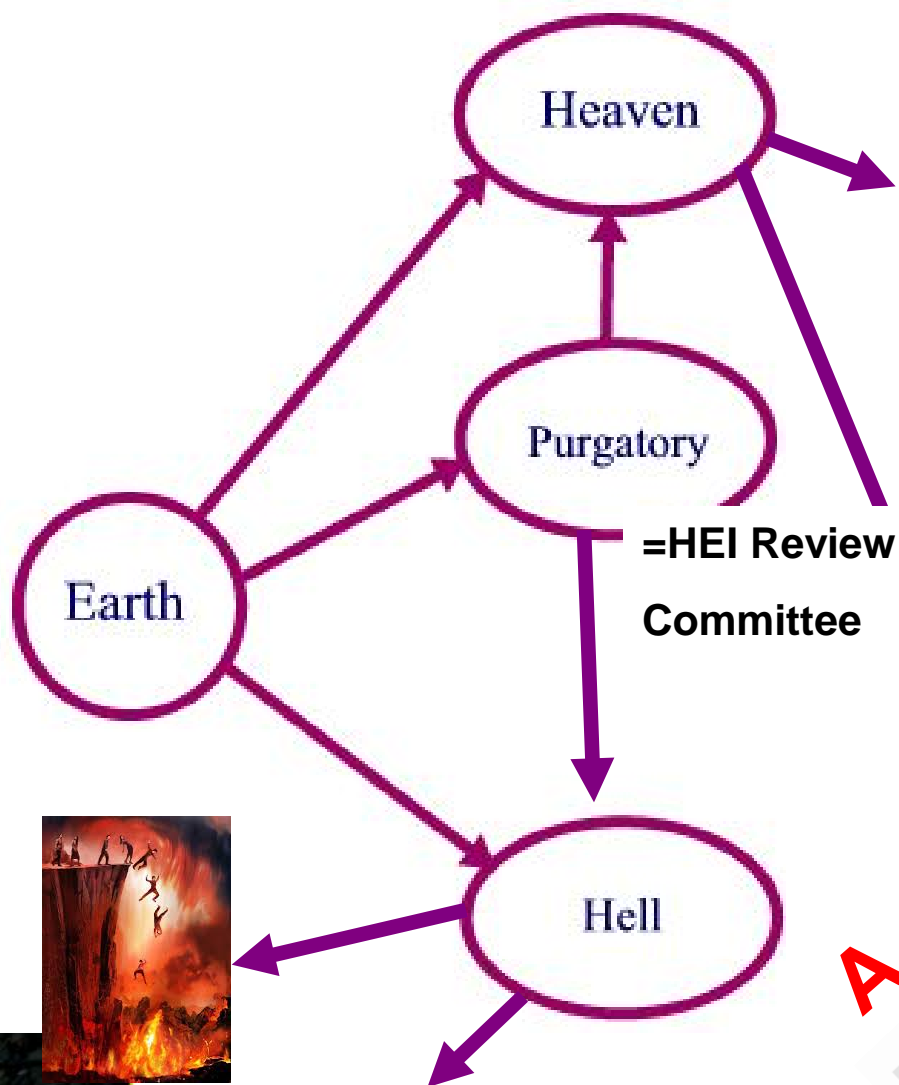 Heaven
Purgatory
=HEI Review
Committee
Earth
Hell
A